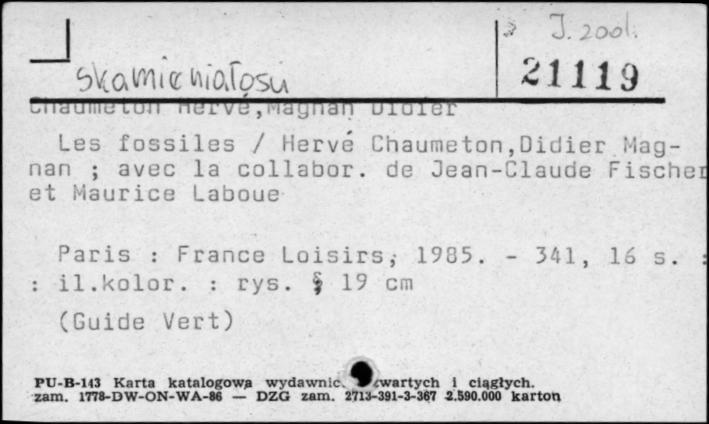 J. zool.
21119
skamieniałości
Chaumeton Hervé,Magnan Didier
Les fossiles / Hervé Chaumeton,Didier Mag-
nan ; avec la collabor. de Jean-Claude Fischer
et Maurice Laboue
Paris : France Loisirs, 1985. - 341, 16 s. :
: il.kolor. : rys. ; 19 cm
(Guide Vert)
PU-B-143 Karta katalogowa wydawnic. zwartych i ciągłych.
zam. 1778-DW-ON-WA-86 — DZG zam. 2713-391-3-367 2.590.000 karton